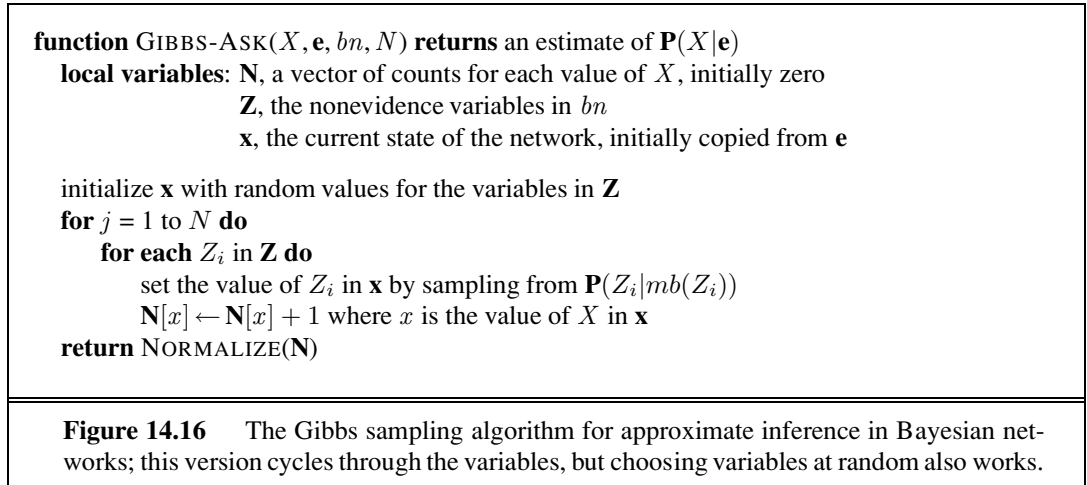 function GIBBS-ASK(X, e, bn, N) returns an estimate of P(X|e)
local variables: N, a vector of counts for each value of X, initially zero
Z, the nonevidence variables in bn
x, the current state of the network, initially copied from e
initialize x with random values for the variables in Z
for j = 1 to N do
for each Zᵢ in Z do
set the value of Zᵢ in x by sampling from P(Zᵢ|mb(Zᵢ))
N[x] ← N[x] + 1 where x is the value of X in x
return NORMALIZE(N)
Figure 14.16 The Gibbs sampling algorithm for approximate inference in Bayesian net-
works; this version cycles through the variables, but choosing variables at random also works.